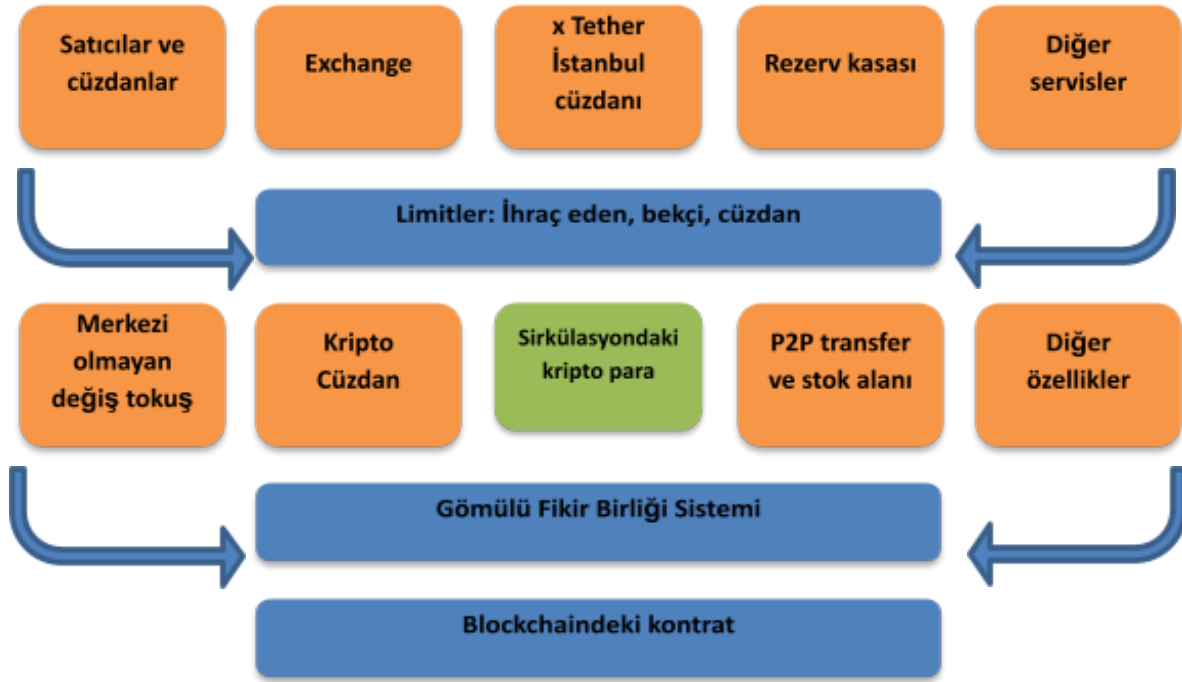 Satıcılar ve
cüzdanlar
Exchange
x Tether
İstanbul
cüzdanı
Rezerv kasası
Diğer
servisler
Limitler: İhraç eden, bekçi, cüzdan
Merkezi
olmayan
değiş tokuş
Kripto
Cüzdan
Sirkülasyondaki
kripto para
P2P transfer
ve stok alanı
Diğer
özellikler
Gömülü Fikir Birliği Sistemi
Blockchaindeki kontrat